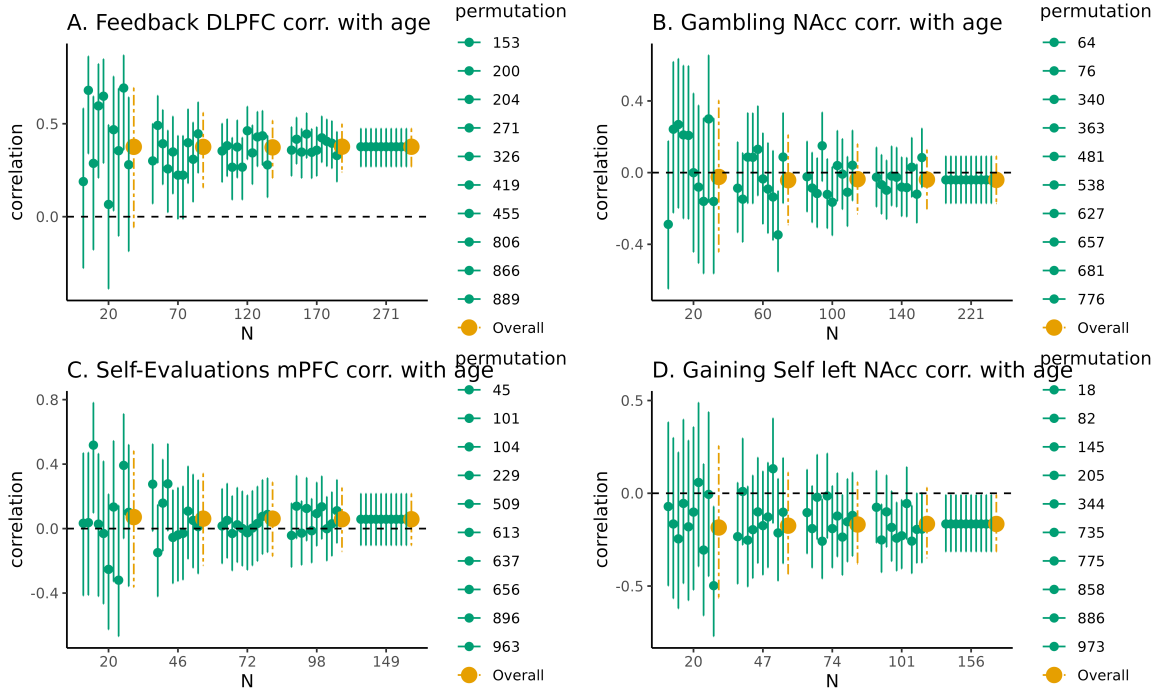 A. Feedback DLPFC corr. with age
correlation
0.5
0.0
20 70 120 170 271
N
permutation
153
200
204
271
326
419
455
806
866
889
Overall
B. Gambling NAcc corr. with age
correlation
0.4
0.0
-0.4
20 60 100 140 221
N
permutation
64
76
340
363
481
538
627
657
681
776
Overall
C. Self-Evaluations mPFC corr. with age
correlation
0.8
0.4
0.0
-0.4
20 46 72 98 149
N
permutation
45
101
104
229
509
613
637
656
896
963
Overall
D. Gaining Self left NAcc corr. with age
correlation
0.5
0.0
-0.5
20 47 74 101 156
N
permutation
18
82
145
205
344
735
775
858
886
973
Overall